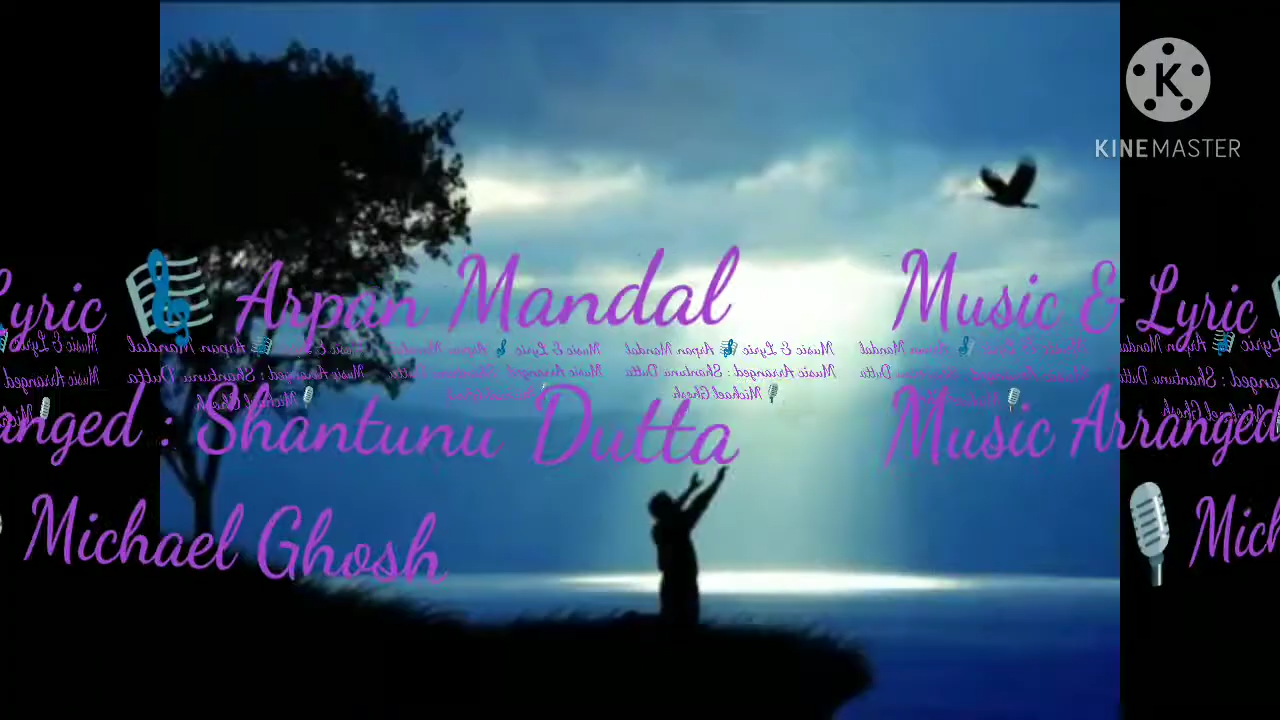 KINEMASTER
Lyric 🎼 Arpan Mandal Music & Lyric
Music & Lyric 🎼 Arpan Mandal
Music Arranged : Shantunu Dutta
🎙 Michael Ghosh
anged : Shantunu Dutta Music Arranged
Michael Ghosh 🎙 Mich